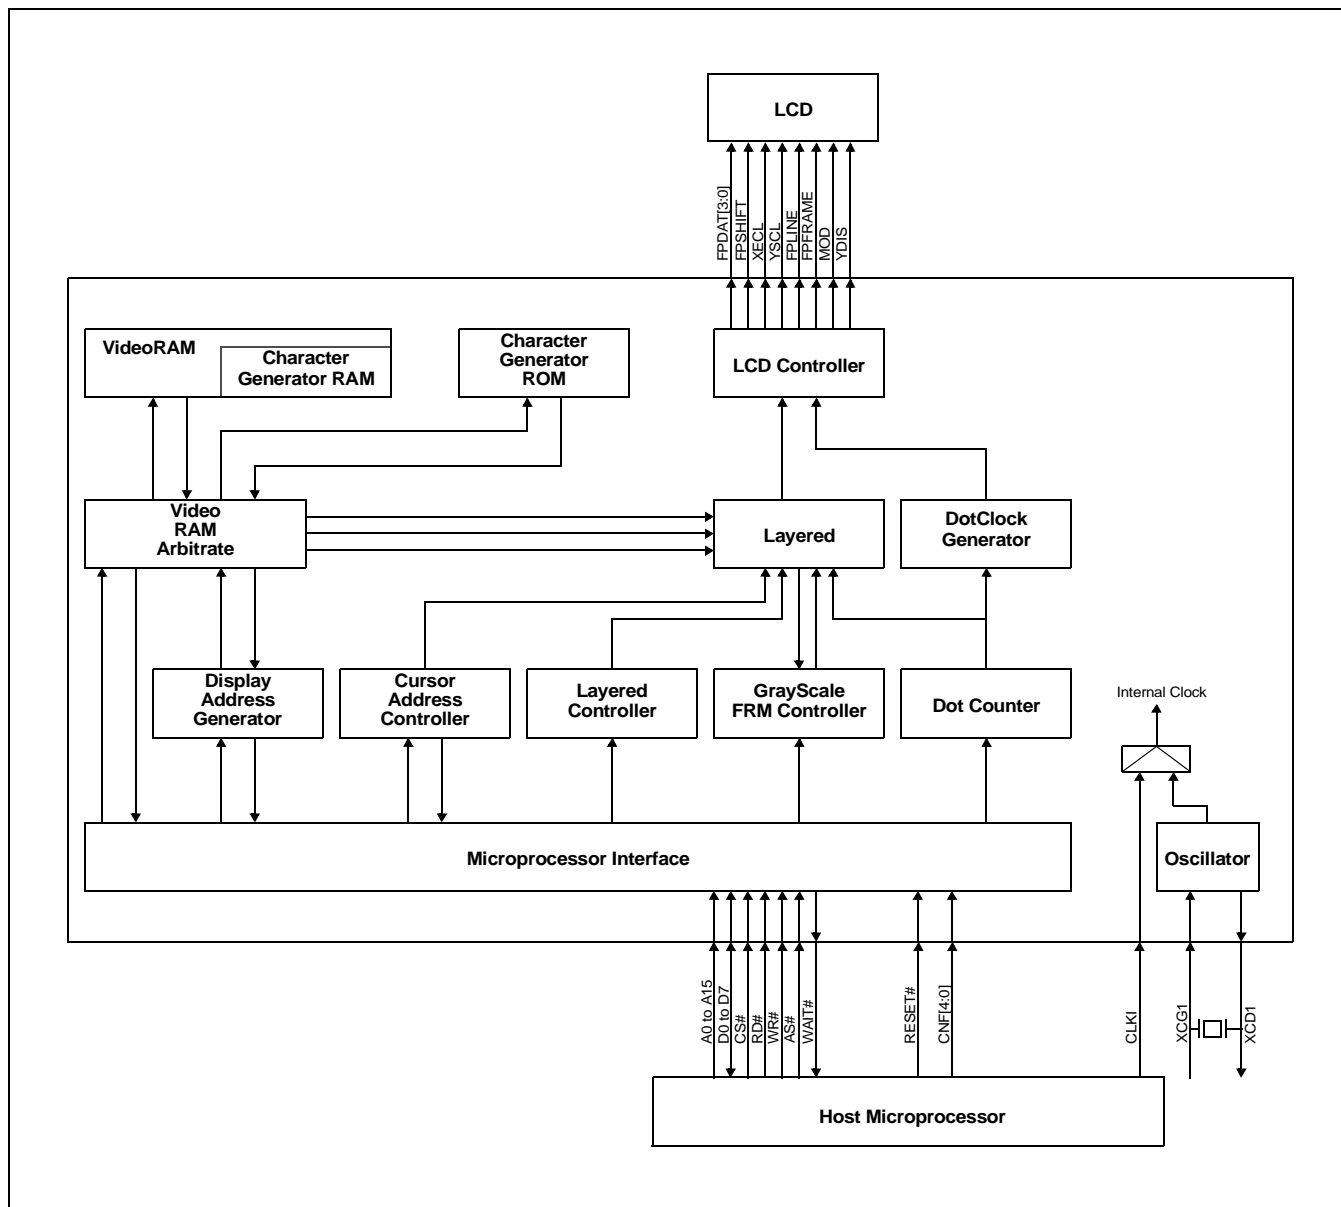 LCD
FPDAT[3:0]
FPSHIFT
XECL
YSCL
FPLINE
FPFRAME
MOD
YDIS
VideoRAM
Character
Generator RAM
Character
Generator
ROM
LCD Controller
Video
RAM
Arbitrate
Layered
DotClock
Generator
Display
Address
Generator
Cursor
Address
Controller
Layered
Controller
GrayScale
FRM Controller
Dot Counter
Internal Clock
Microprocessor Interface
Oscillator
A0 to A15
D0 to D7
CS#
RD#
WR#
AS#
WAIT#
RESET#
CNF[4:0]
CLKI
XCG1
XCD1
Host Microprocessor